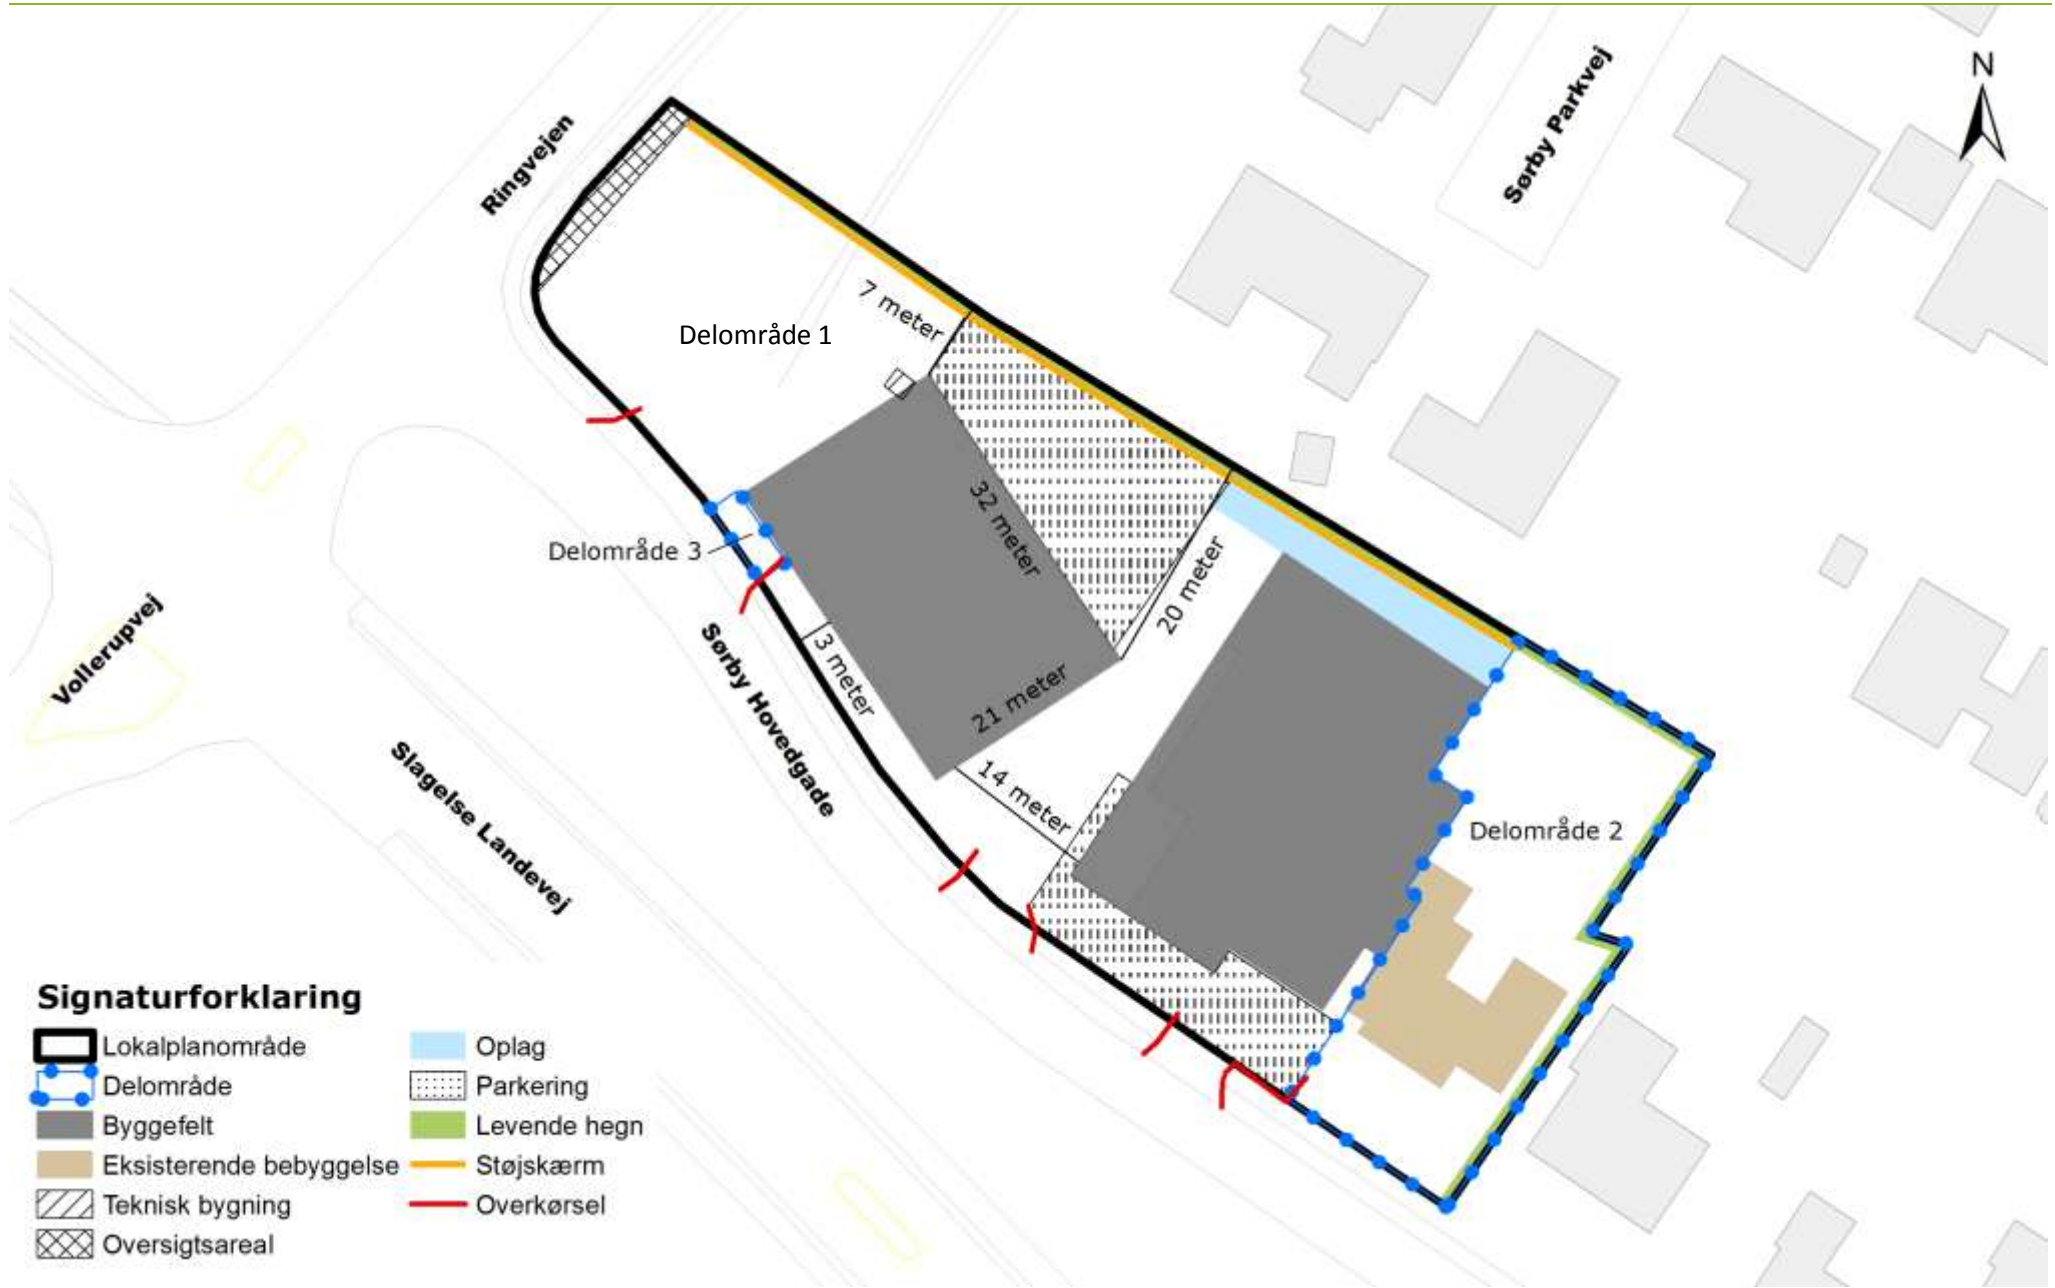 N
Ringvejen
Sørby Parkvej
7 meter
Delområde 1
32 meter
Delområde 3
20 meter
Vollerupvej
3 meter
Sørby Hovedgade
21 meter
14 meter
Slagelse Landevej
Delområde 2
Signaturforklaring
Lokalplanområde
Delområde
Byggefelt
Eksisterende bebyggelse
Teknisk bygning
Oversigtsareal
Oplag
Parkering
Levende hegn
Støjskærm
Overkørsel